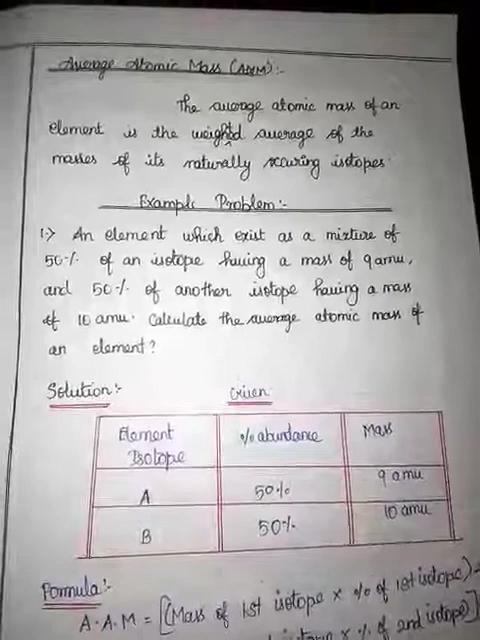 Average Atomic Mass (AAM):-
The average atomic mass of an
element is the weighted average of the
masses of its naturally occuring isotopes.
Example Problem:-
1.) An element which exist as a mixture of
50% of an isotope having a mass of 9amu,
and 50% of another isotope having a mass
of 10 amu. Calculate the average atomic mass of
an element?
Solution:- Given
Element Isotope | % abundance | Mass
A | 50% | 9 amu
B | 50% | 10 amu
Formula:-
A.A.M = [(Mass of 1st isotope x % of 1st isotope)-
x % of 2nd isotope)]